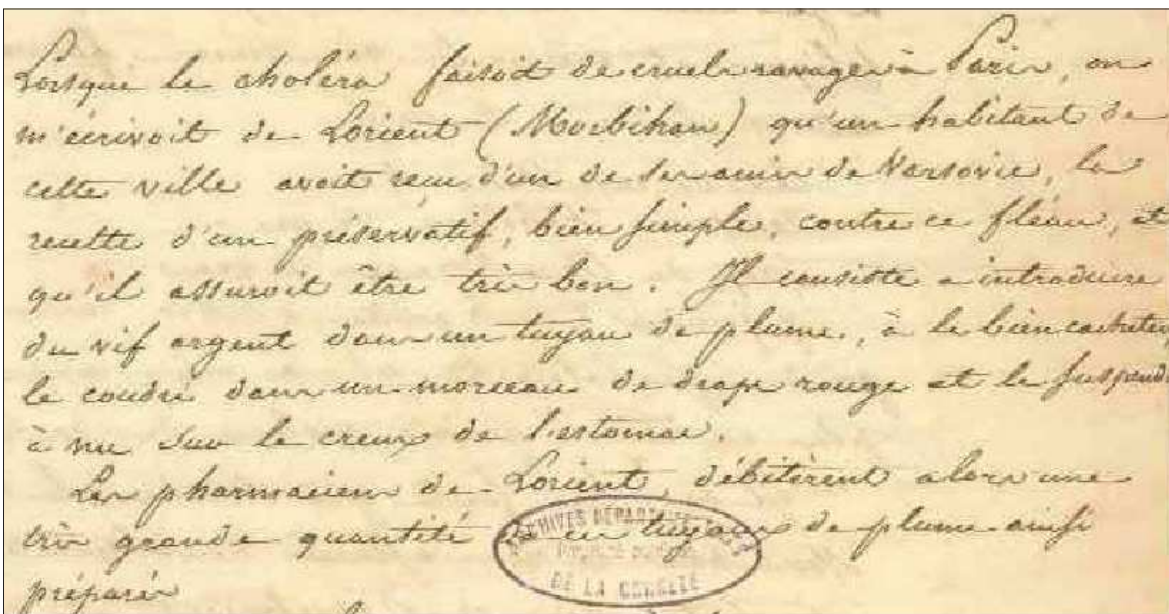 Lorsque le choléra faisoit de cruels ravages à Paris, on
m'écrivoit de Lorient (Morbihan) qu'un habitant de
cette ville avoit reçu d'un de ses amis de Varsovie, la
recette d'un préservatif, bien simple, contre ce fléau, et
qu'il assuroit être très bon. Il consiste à introduire
du vif argent dans un tuyau de plume, à le bien cacheter,
le coudre dans un morceau de drap rouge et le suspendre
à nu sur le creux de l'estomac.
Les pharmaciens de Lorient, débitèrent alors une
très grande quantité de ces tuyaux de plume ainsi
préparés
ARCHIVES DÉPARTEMENTALES
DE LA CORRÈZE